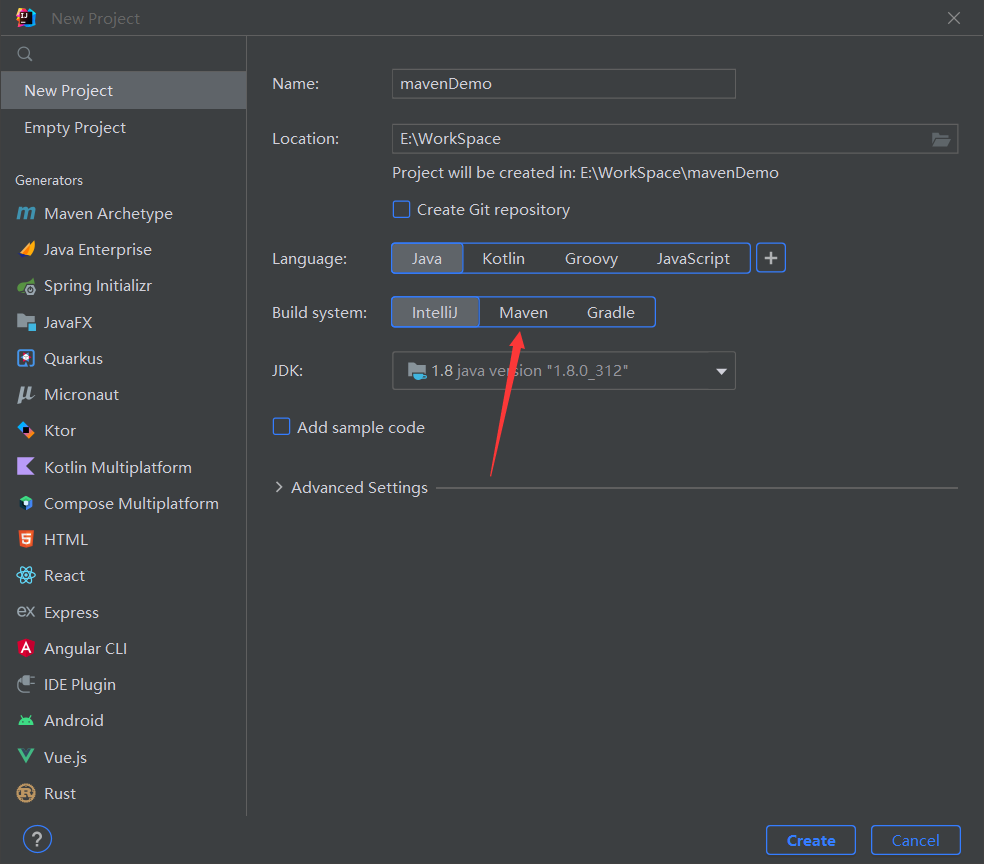 New Project
New Project
Empty Project
Generators
Maven Archetype
Java Enterprise
Spring Initializr
JavaFX
Quarkus
Micronaut
Ktor
Kotlin Multiplatform
Compose Multiplatform
HTML
React
Express
Angular CLI
IDE Plugin
Android
Vue.js
Rust
Name: mavenDemo
Location: E:\WorkSpace
Project will be created in: E:\WorkSpace\mavenDemo
Create Git repository
Language: Java Kotlin Groovy JavaScript +
Build system: IntelliJ Maven Gradle
JDK: 1.8 java version "1.8.0_312"
Add sample code
Advanced Settings
? Create Cancel